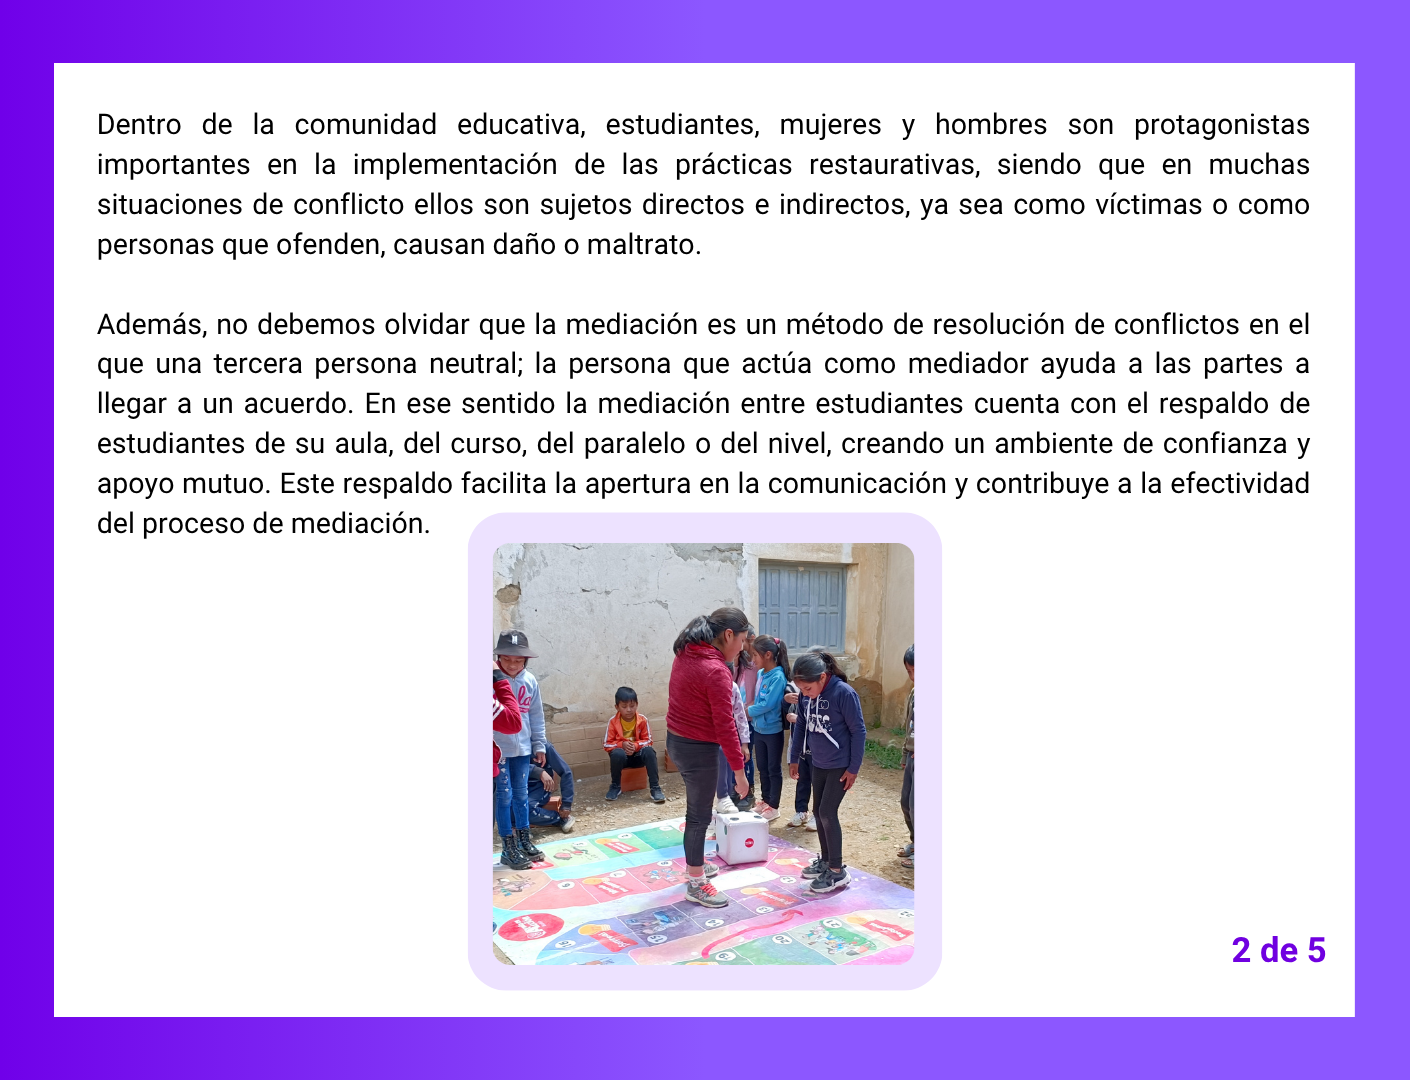 Dentro de la comunidad educativa, estudiantes, mujeres y hombres son protagonistas
importantes en la implementación de las prácticas restaurativas, siendo que en muchas
situaciones de conflicto ellos son sujetos directos e indirectos, ya sea como víctimas o como
personas que ofenden, causan daño o maltrato.
Además, no debemos olvidar que la mediación es un método de resolución de conflictos en el
que una tercera persona neutral; la persona que actúa como mediador ayuda a las partes a
llegar a un acuerdo. En ese sentido la mediación entre estudiantes cuenta con el respaldo de
estudiantes de su aula, del curso, del paralelo o del nivel, creando un ambiente de confianza y
apoyo mutuo. Este respaldo facilita la apertura en la comunicación y contribuye a la efectividad
del proceso de mediación.
2 de 5